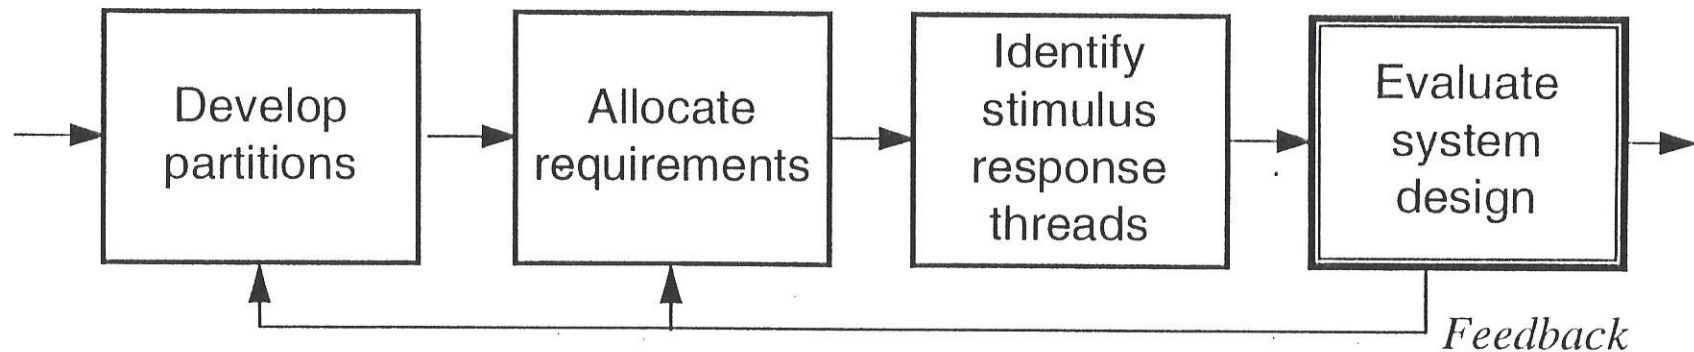 Develop
partitions
Allocate
requirements
Identify
stimulus
response
threads
Evaluate
system
design
Feedback